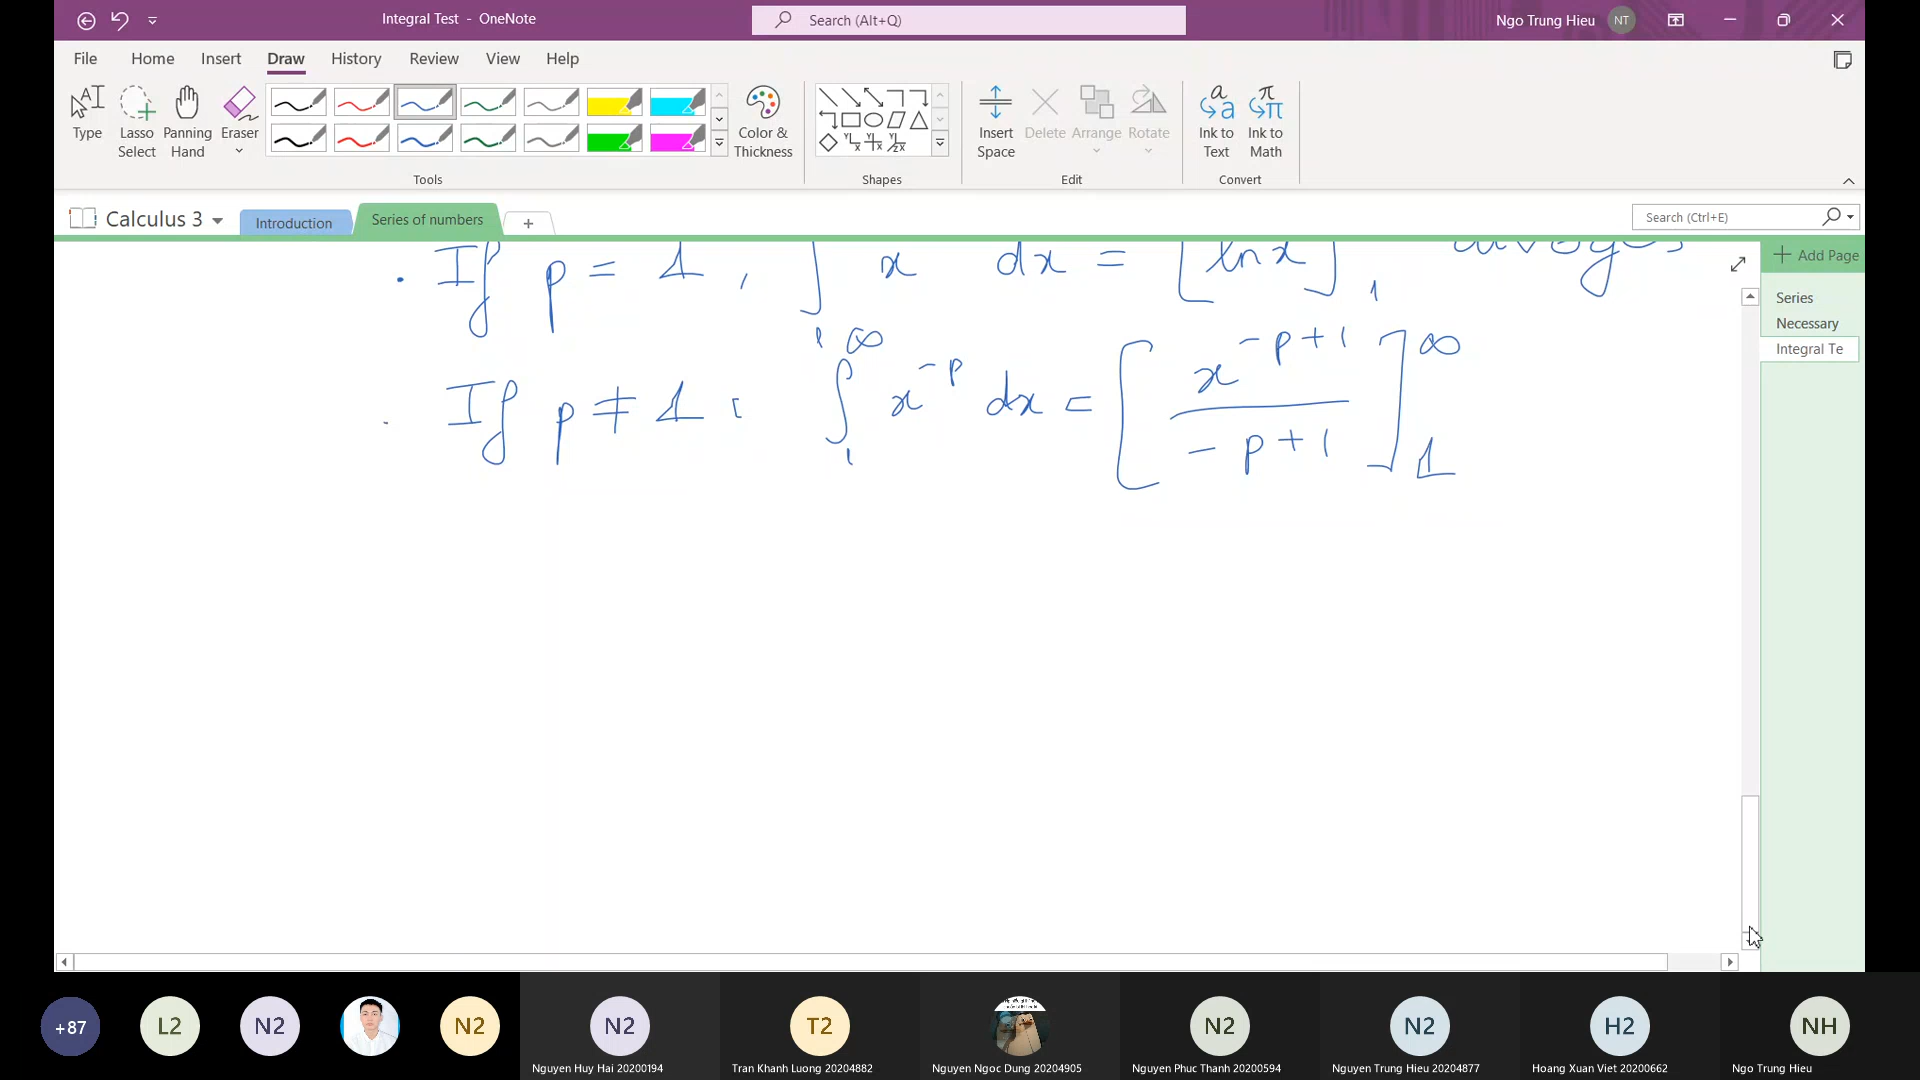 Integral Test - OneNote
Search (Alt+Q)
Ngo Trung Hieu NT
File Home Insert Draw History Review View Help
Type
Lasso Select
Panning Hand
Eraser
Color & Thickness
Insert Space
Delete
Arrange
Rotate
Ink to Text
Ink to Math
Tools
Shapes
Edit
Convert
Calculus 3
Introduction
Series of numbers
+
Search (Ctrl+E)
Add Page
Series
Necessary
Integral Te
. If p = 1, ∫ x dx = [ln x]₁ diverges
. If p ≠ 1 : ∫₁^∞ x^{-p} dx = [x^{-p+1} / -p+1]₁^∞
+87 L2 N2 N2 N2 T2 N2 N2 H2 NH
Nguyen Huy Hai 20200194
Tran Khanh Luong 20204882
Nguyen Ngoc Dung 20204905
Nguyen Phuc Thanh 20200594
Nguyen Trung Hieu 20204877
Hoang Xuan Viet 20200662
Ngo Trung Hieu